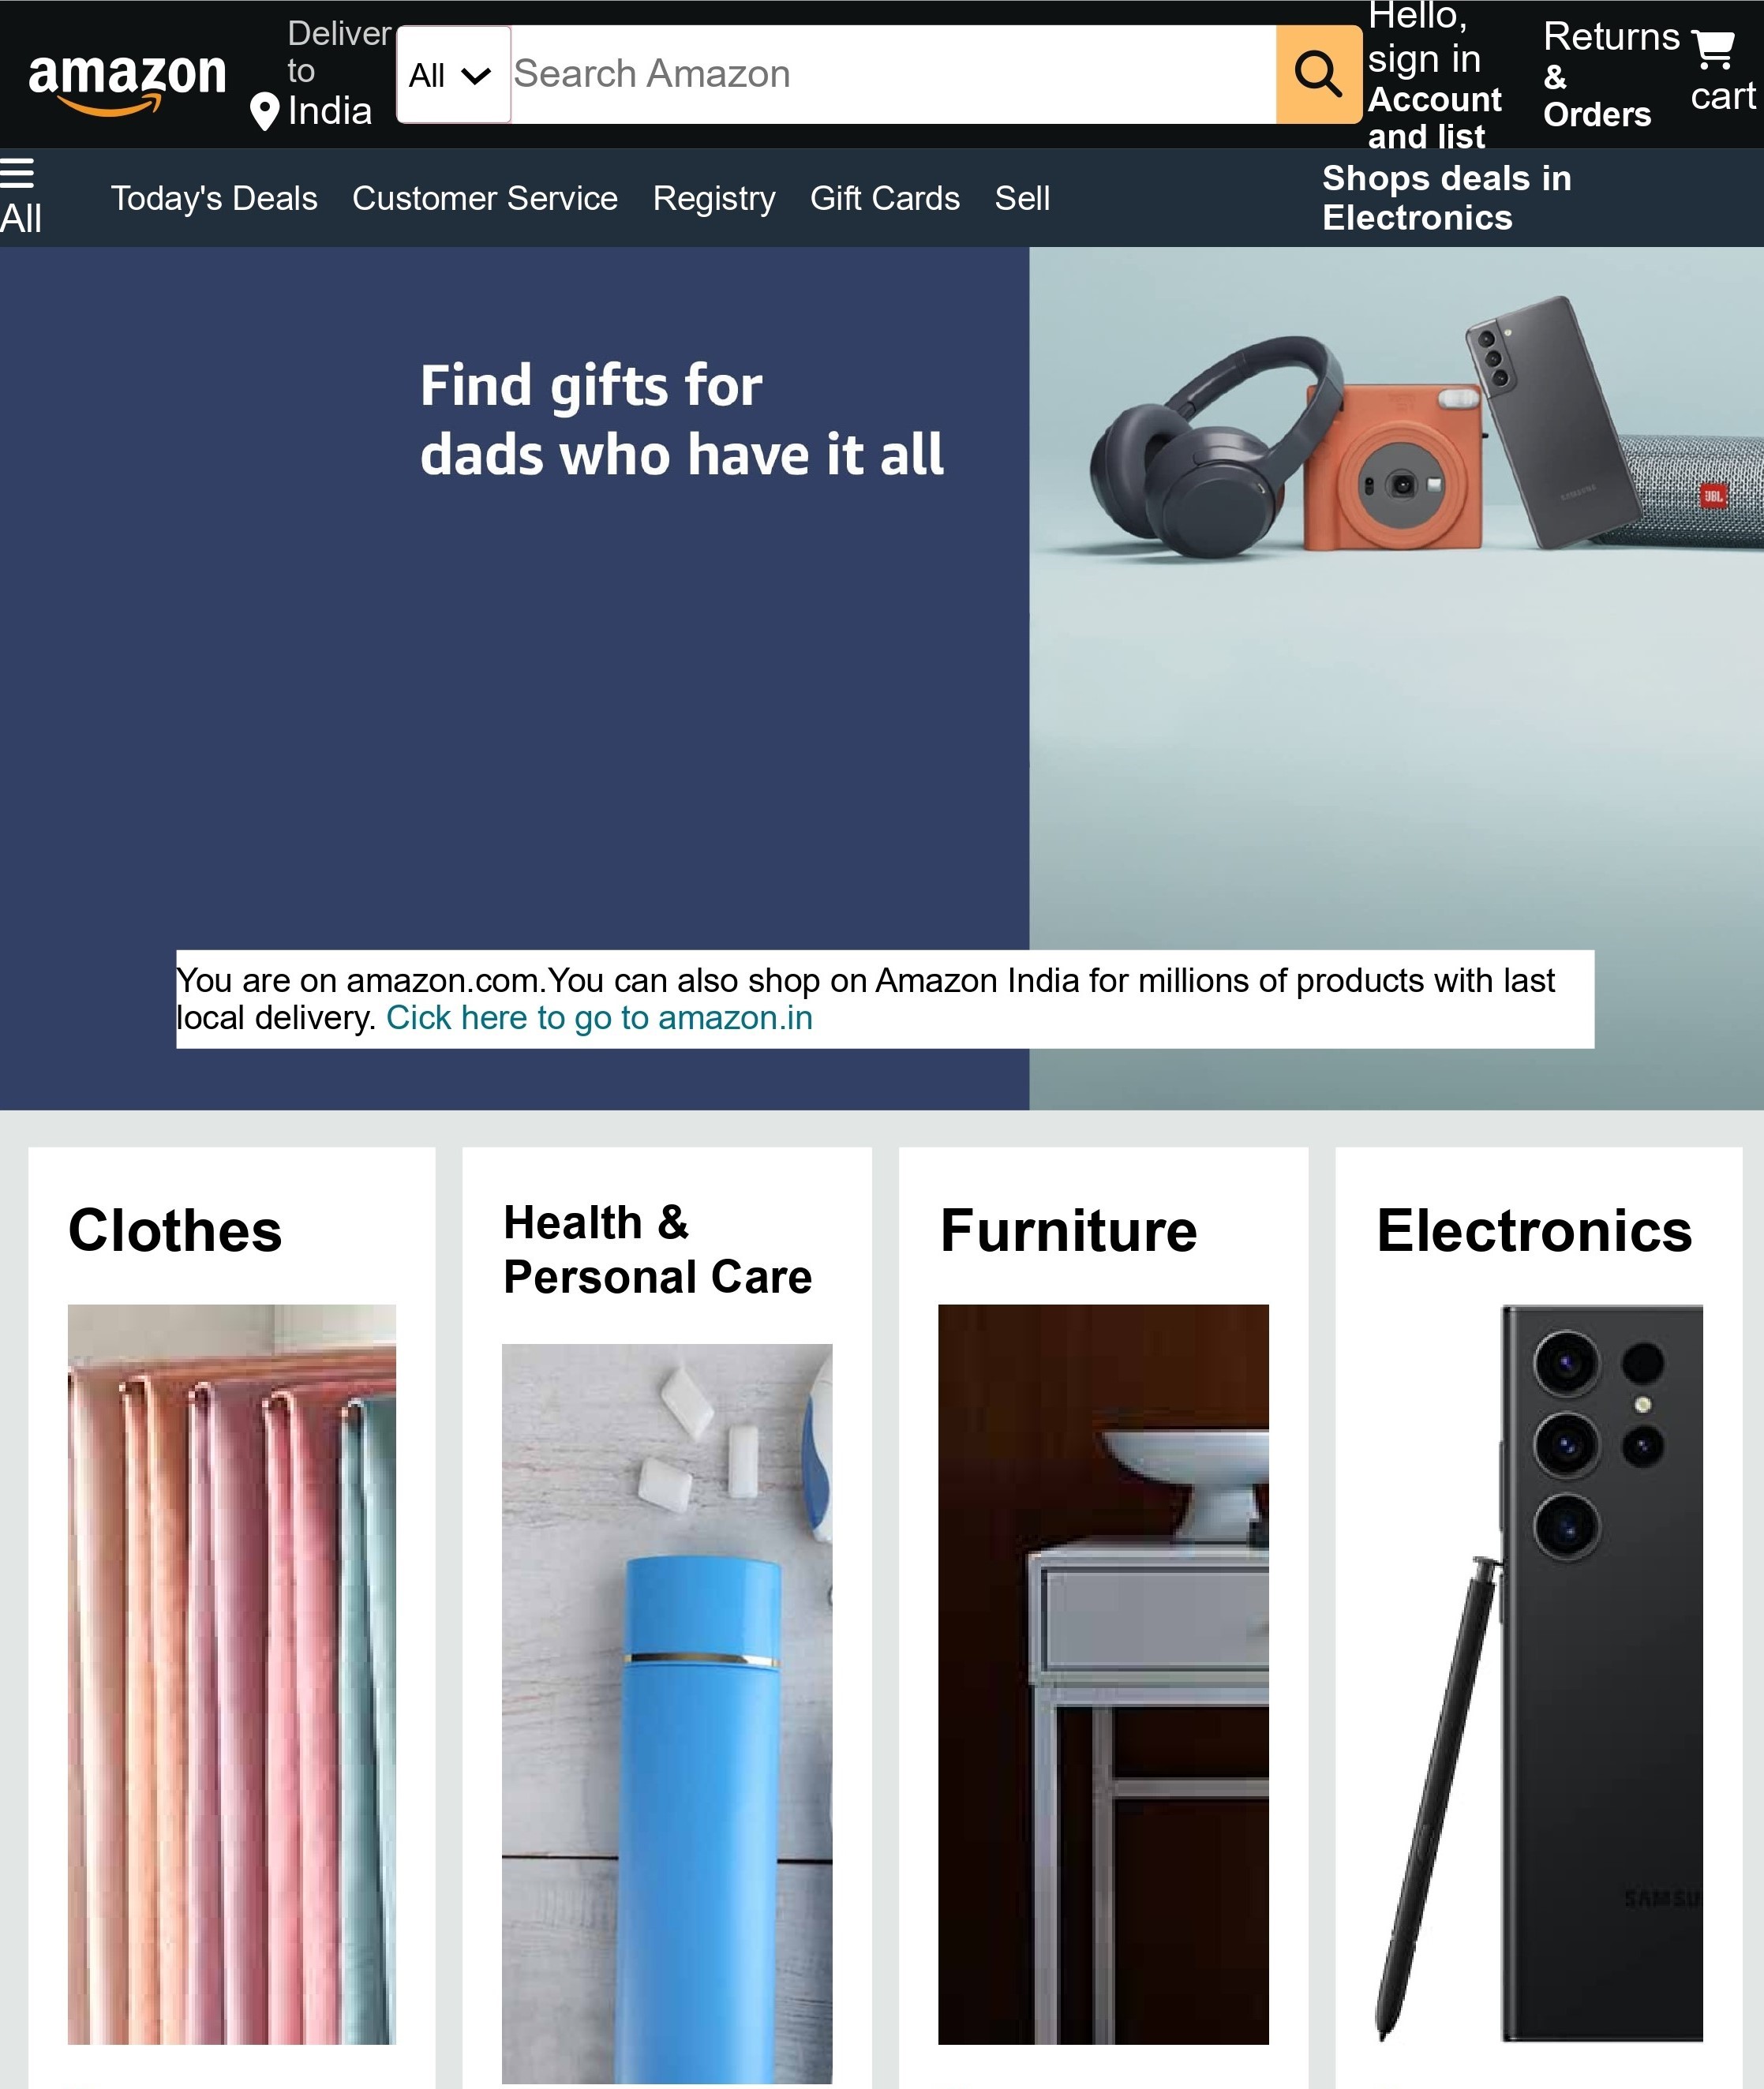 amazon
Deliver
to
India
All
Search Amazon
Hello,
sign in
Account
and list
Returns
&
Orders
cart
All
Today's Deals
Customer Service
Registry
Gift Cards
Sell
Shops deals in
Electronics
Find gifts for
dads who have it all
SAMSUNG
JBL
You are on amazon.com.You can also shop on Amazon India for millions of products with last
local delivery. Cick here to go to amazon.in
Clothes
Health &
Personal Care
Furniture
Electronics
SAMSU